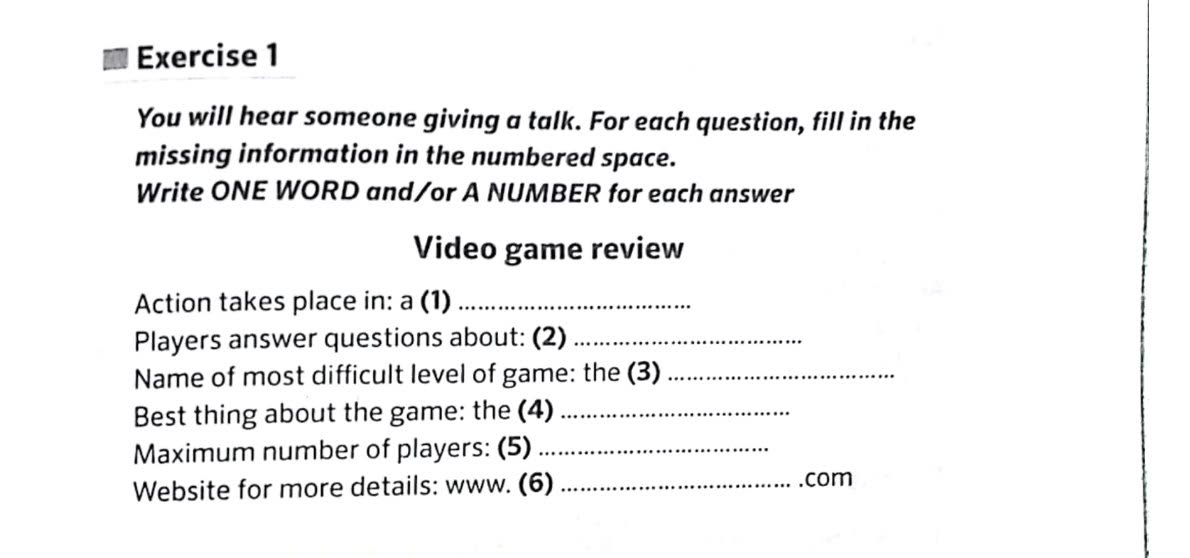 Exercise 1
You will hear someone giving a talk. For each question, fill in the
missing information in the numbered space.
Write ONE WORD and/or A NUMBER for each answer
Video game review
Action takes place in: a (1) ....................................
Players answer questions about: (2) ....................................
Name of most difficult level of game: the (3) ....................................
Best thing about the game: the (4) ....................................
Maximum number of players: (5) ....................................
Website for more details: www. (6) .................................... .com